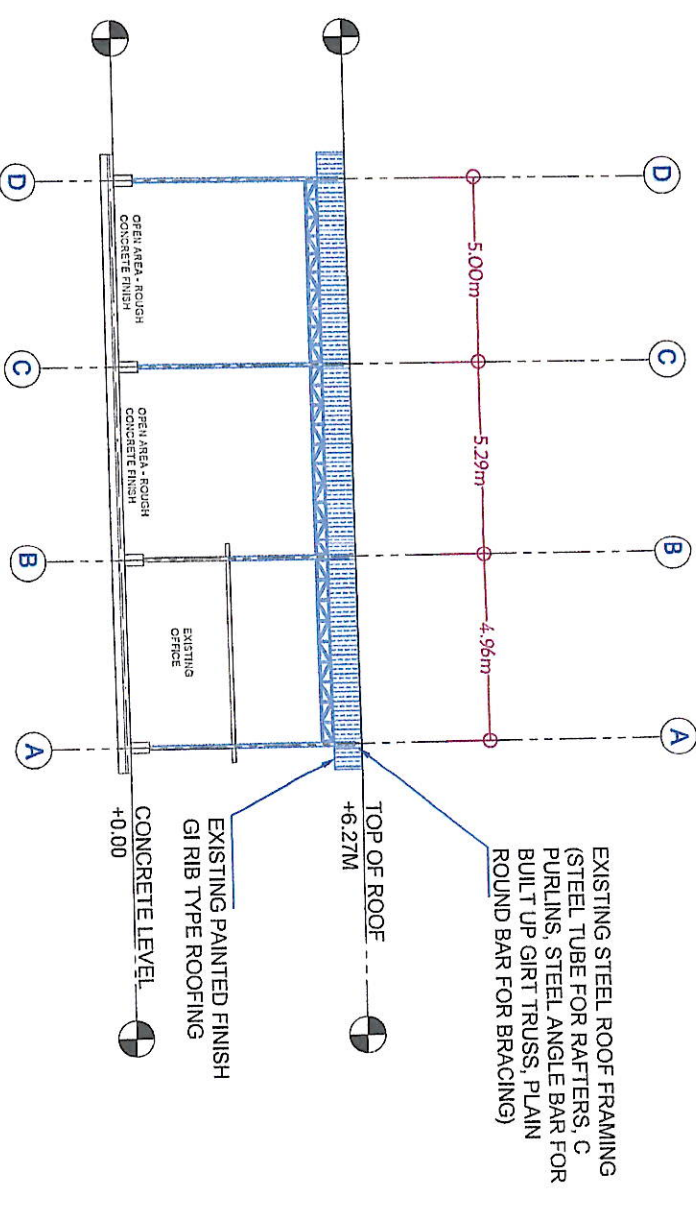 D
C
B
A
5.00m
5.29m
4.96m
EXISTING STEEL ROOF FRAMING
(STEEL TUBE FOR RAFTERS, C
PURLINS, STEEL ANGLE BAR FOR
BUILT UP GIRT TRUSS, PLAIN
ROUND BAR FOR BRACING)
TOP OF ROOF
+6.27M
EXISTING PAINTED FINISH
GI RIB TYPE ROOFING
EXISTING
OFFICE
OPEN AREA - ROUGH
CONCRETE FINISH
OPEN AREA - ROUGH
CONCRETE FINISH
CONCRETE LEVEL
+0.00
D
C
B
A